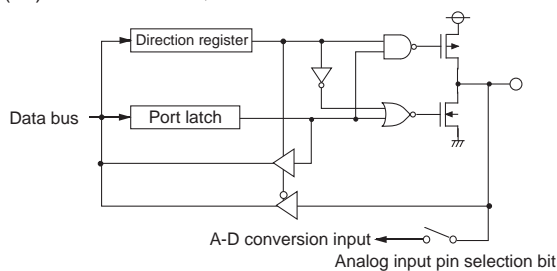 Direction register
Data bus
Port latch
A-D conversion input
Analog input pin selection bit